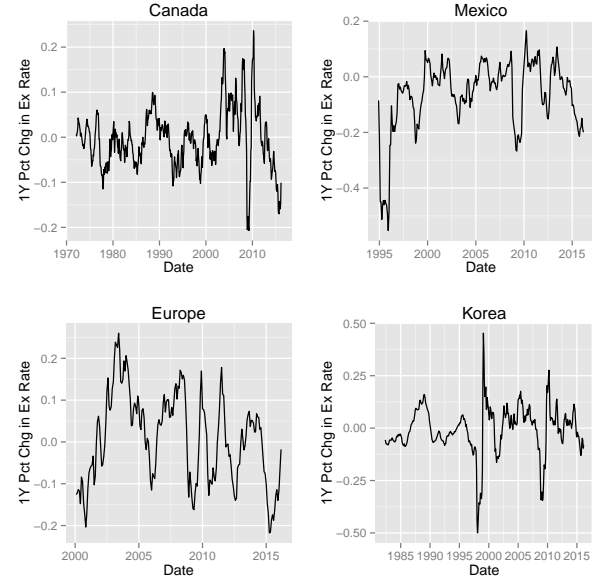 Canada
1Y Pct Chg in Ex Rate
0.2
0.1
0.0
−0.1
−0.2
1970 1980 1990 2000 2010
Date
Mexico
1Y Pct Chg in Ex Rate
0.2
0.0
−0.2
−0.4
1995 2000 2005 2010 2015
Date
Europe
1Y Pct Chg in Ex Rate
0.2
0.1
0.0
−0.1
−0.2
2000 2005 2010 2015
Date
Korea
1Y Pct Chg in Ex Rate
0.50
0.25
0.00
−0.25
−0.50
1985 1990 1995 2000 2005 2010 2015
Date